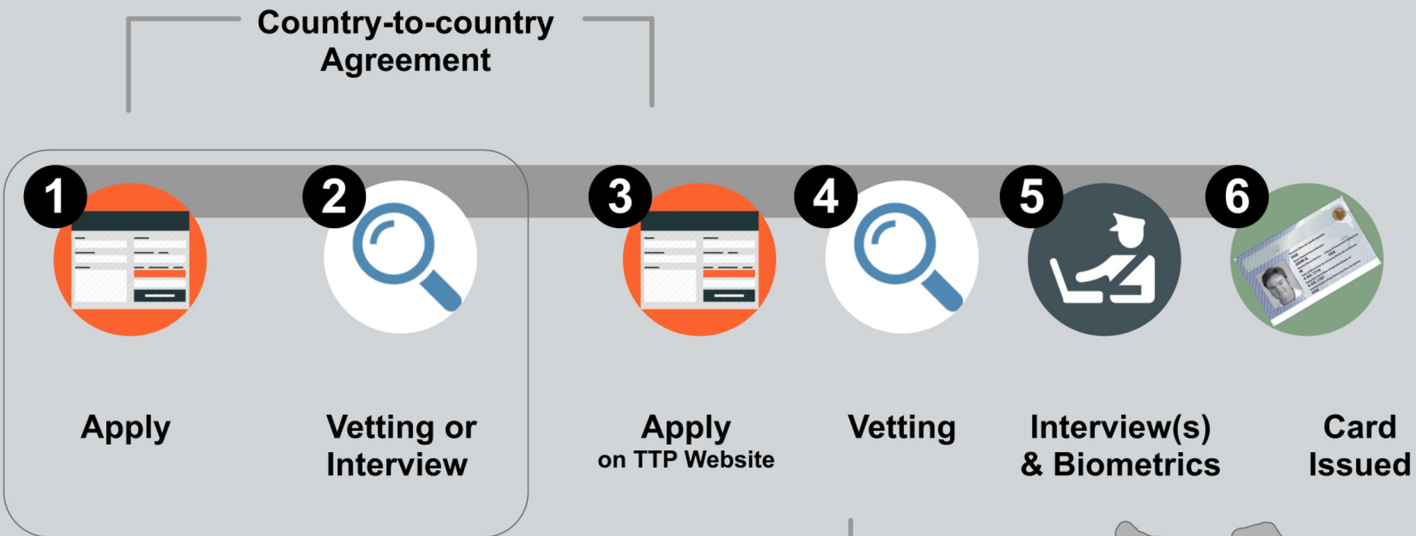 Country-to-country
Agreement
1
2
3
4
5
6
Apply
Vetting or
Interview
Apply
on TTP Website
Vetting
Interview(s)
& Biometrics
Card
Issued